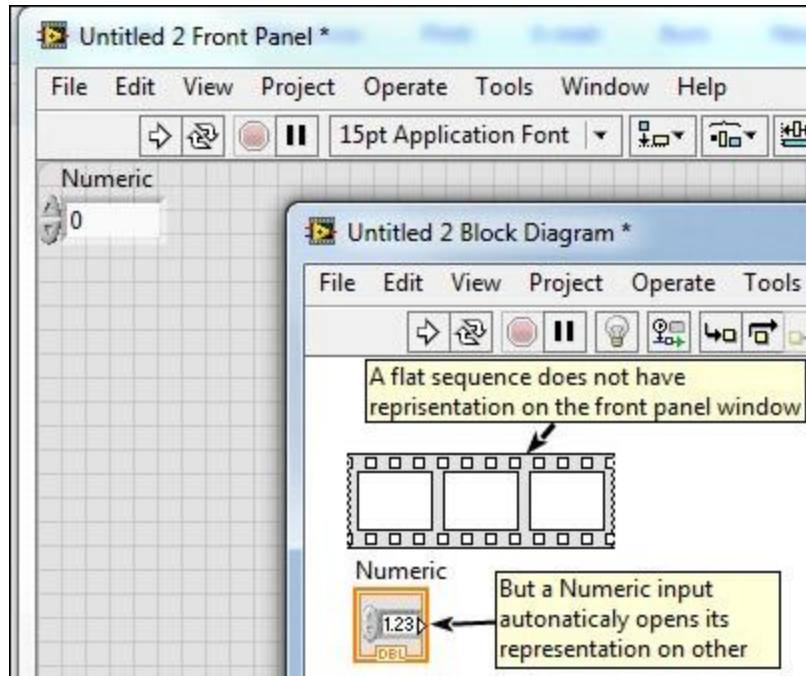 Untitled 2 Front Panel *
File Edit View Project Operate Tools Window Help
15pt Application Font
Numeric
0
Untitled 2 Block Diagram *
File Edit View Project Operate Tools
A flat sequence does not have
reprisentation on the front panel window
Numeric
1.23
DBL
But a Numeric input
autonaticaly opens its
representation on other